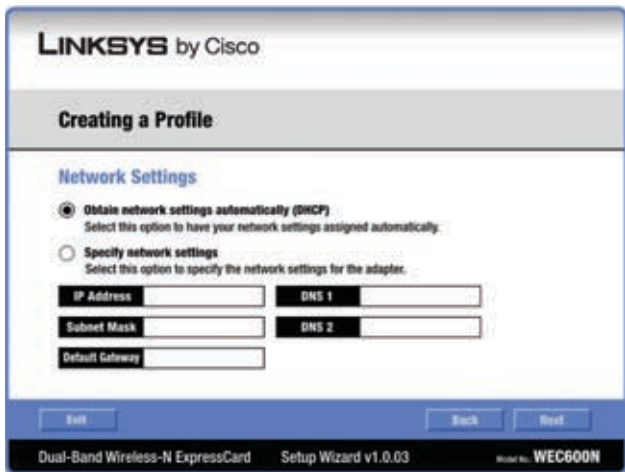 LINKSYS by Cisco
Creating a Profile
Network Settings
Obtain network settings automatically (DHCP)
Select this option to have your network settings assigned automatically.
Specify network settings
Select this option to specify the network settings for the adapter.
IP Address
DNS 1
Subnet Mask
DNS 2
Default Gateway
Exit
Back
Next
Dual-Band Wireless-N ExpressCard
Setup Wizard v1.0.03
Model No. WEC600N